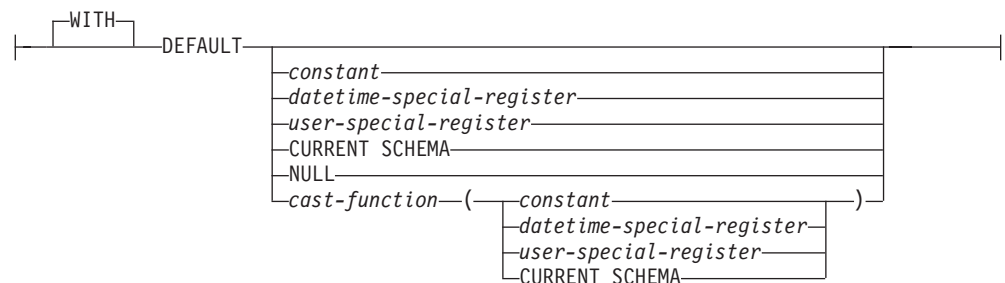 WITH
DEFAULT
constant
datetime-special-register
user-special-register
CURRENT SCHEMA
NULL
cast-function ( constant )
datetime-special-register
user-special-register
CURRENT SCHEMA